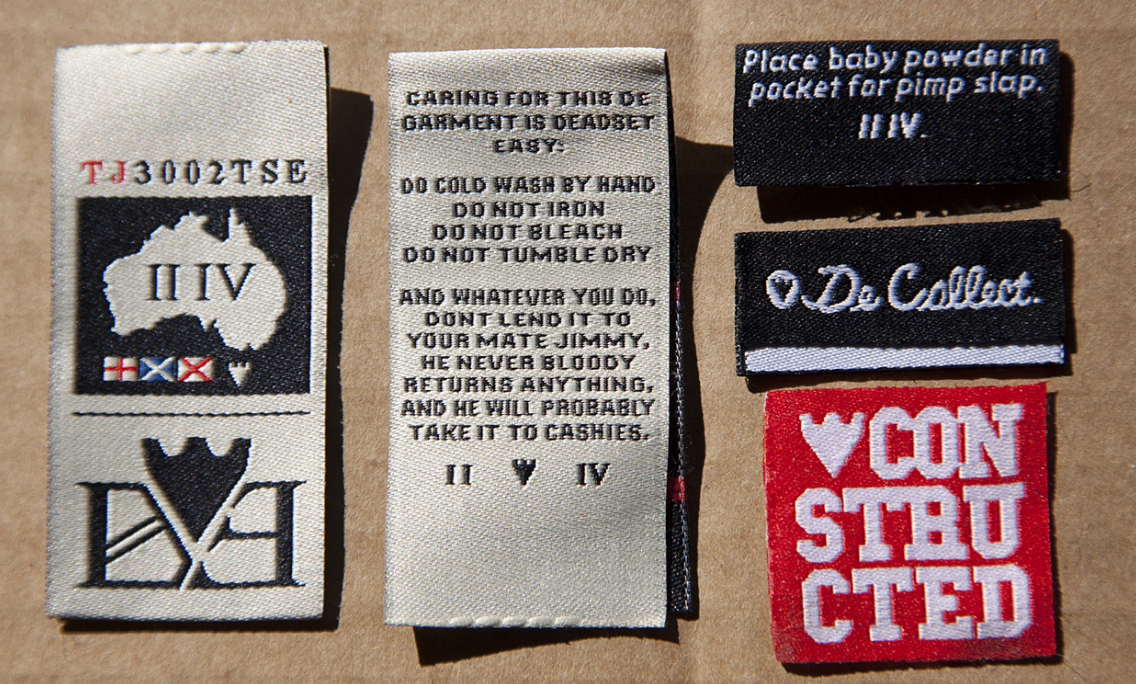 TJ3002TSE
II IV
CARING FOR THIS DE
GARMENT IS DEADSET
EASY:
DO COLD WASH BY HAND
DO NOT IRON
DO NOT BLEACH
DO NOT TUMBLE DRY
AND WHATEVER YOU DO,
DONT LEND IT TO
YOUR MATE JIMMY,
HE NEVER BLOODY
RETURNS ANYTHING,
AND HE WILL PROBABLY
TAKE IT TO CASHIES.
II IV
Place baby powder in
pocket for pimp slap.
II IV.
De Collect.
CON
STRU
CTED